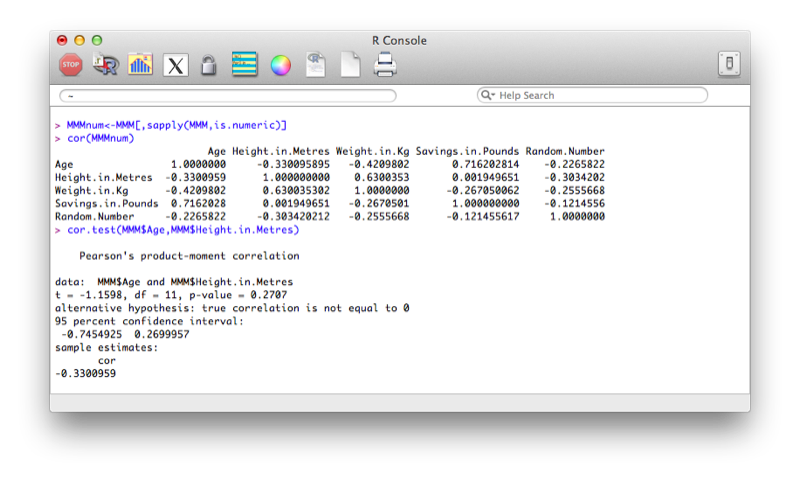 R Console
STOP
R
X
R
~
Help Search
> MMMnum<-MMM[,sapply(MMM,is.numeric)]
> cor(MMMnum)
Age Height.in.Metres Weight.in.Kg Savings.in.Pounds Random.Number
Age 1.0000000 -0.330095895 -0.4209802 0.716202814 -0.2265822
Height.in.Metres -0.3300959 1.000000000 0.6300353 0.001949651 -0.3034202
Weight.in.Kg -0.4209802 0.630035302 1.0000000 -0.267050062 -0.2555668
Savings.in.Pounds 0.7162028 0.001949651 -0.2670501 1.000000000 -0.1214556
Random.Number -0.2265822 -0.303420212 -0.2555668 -0.121455617 1.0000000
> cor.test(MMM$Age,MMM$Height.in.Metres)
Pearson's product-moment correlation
data: MMM$Age and MMM$Height.in.Metres
t = -1.1598, df = 11, p-value = 0.2707
alternative hypothesis: true correlation is not equal to 0
95 percent confidence interval:
-0.7454925 0.2699957
sample estimates:
cor
-0.3300959